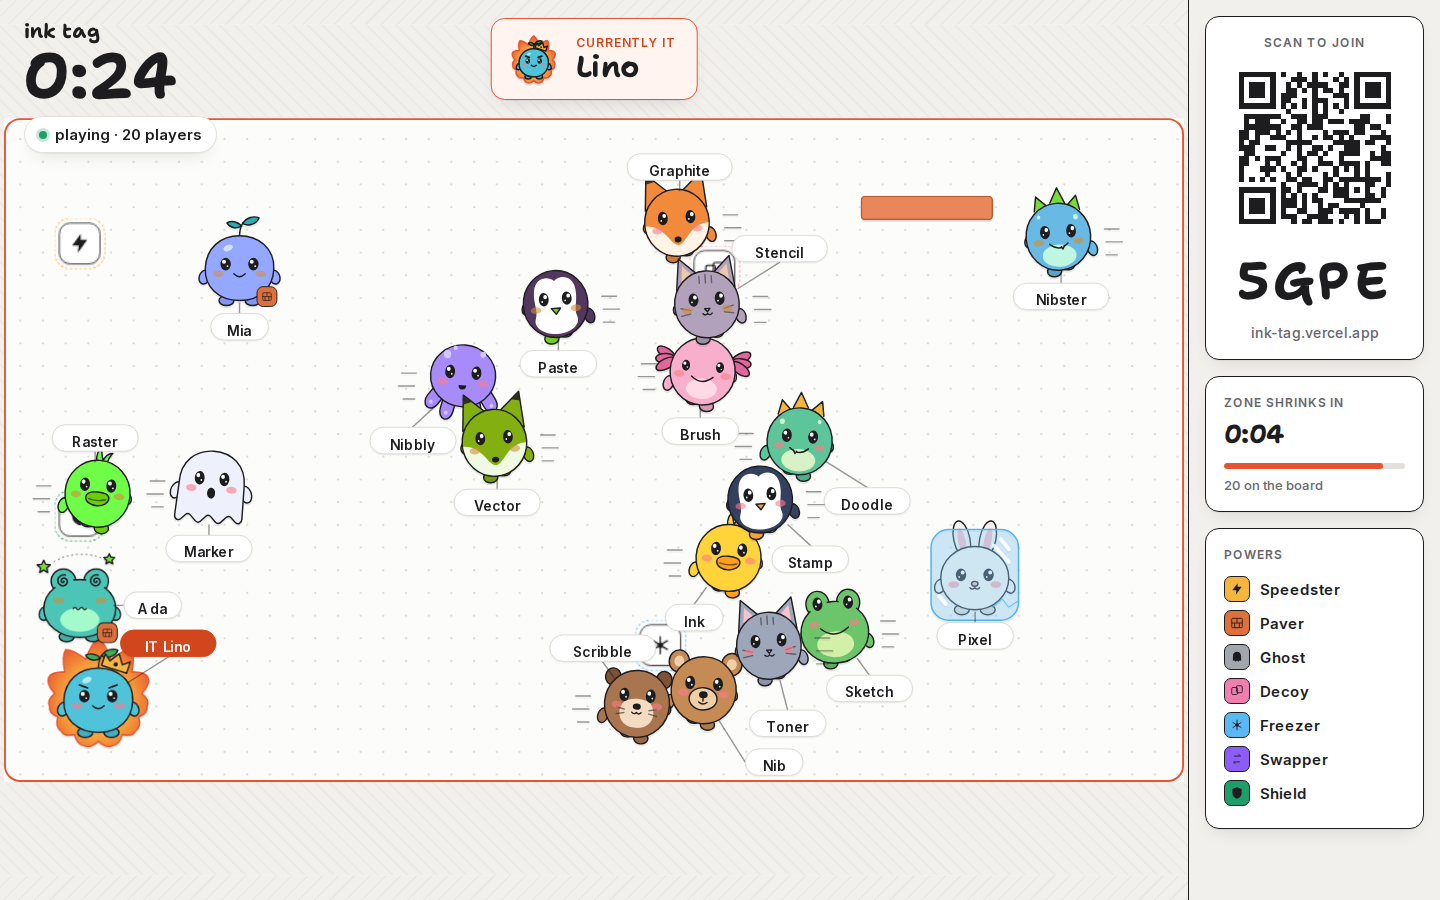 ink tag
0:24
CURRENTLY IT
Lino
playing · 20 players
Graphite
Stencil
Nibster
Mia
Paste
Nibbly
Brush
Raster
Vector
Doodle
Marker
Stamp
Ada
Ink
IT Lino
Scribble
Pixel
Sketch
Toner
Nib
SCAN TO JOIN
5GPE
ink-tag.vercel.app
ZONE SHRINKS IN
0:04
20 on the board
POWERS
Speedster
Paver
Ghost
Decoy
Freezer
Swapper
Shield